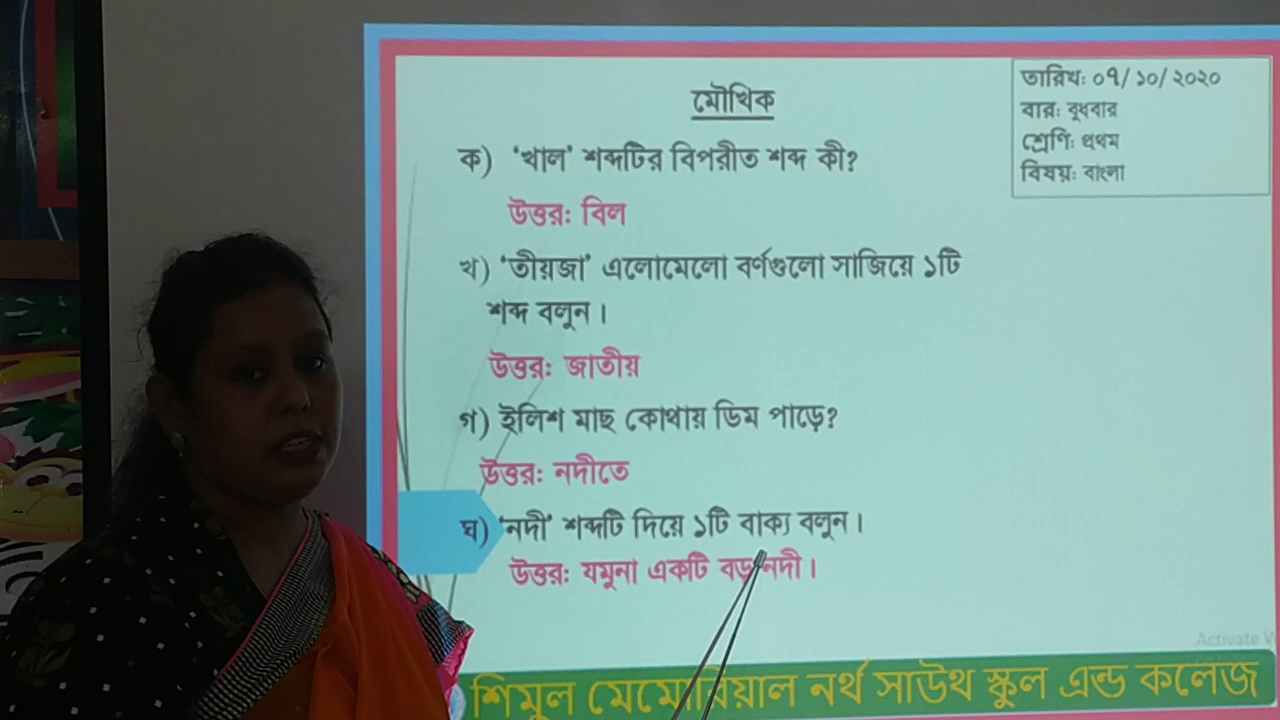 মৌখিক
তারিখ: ০৭/ ১০/ ২০২০
বার: বুধবার
শ্রেণি: প্রথম
বিষয়: বাংলা
ক) ‘খাল’ শব্দটির বিপরীত শব্দ কী?
উত্তর: বিল
খ) ‘তীয়জা’ এলোমেলো বর্ণগুলো সাজিয়ে ১টি
শব্দ বলুন।
উত্তর: জাতীয়
গ) ইলিশ মাছ কোথায় ডিম পাড়ে?
উত্তর: নদীতে
ঘ) ‘নদী’ শব্দটি দিয়ে ১টি বাক্য বলুন।
উত্তর: যমুনা একটি বড় নদী।
Activate
শিমুল মেমোরিয়াল নর্থ সাউথ স্কুল এন্ড কলেজ